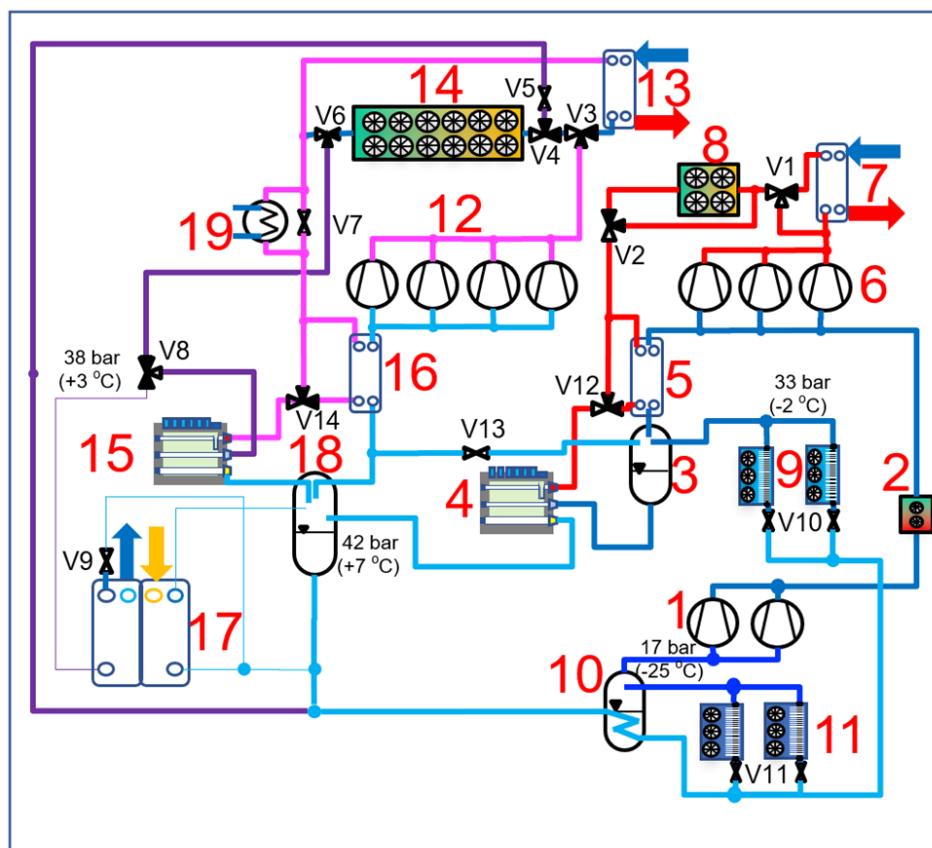 14
V5
V6
V3
13
V4
8
V1
7
19
V7
12
V2
6
38 bar
(+3 °C)
V8
16
V12
5
33 bar
(-2 °C)
15
V14
V13
18
4
3
9
2
V10
42 bar
(+7 °C)
V9
17
1
17 bar
(-25 °C)
10
11
V11